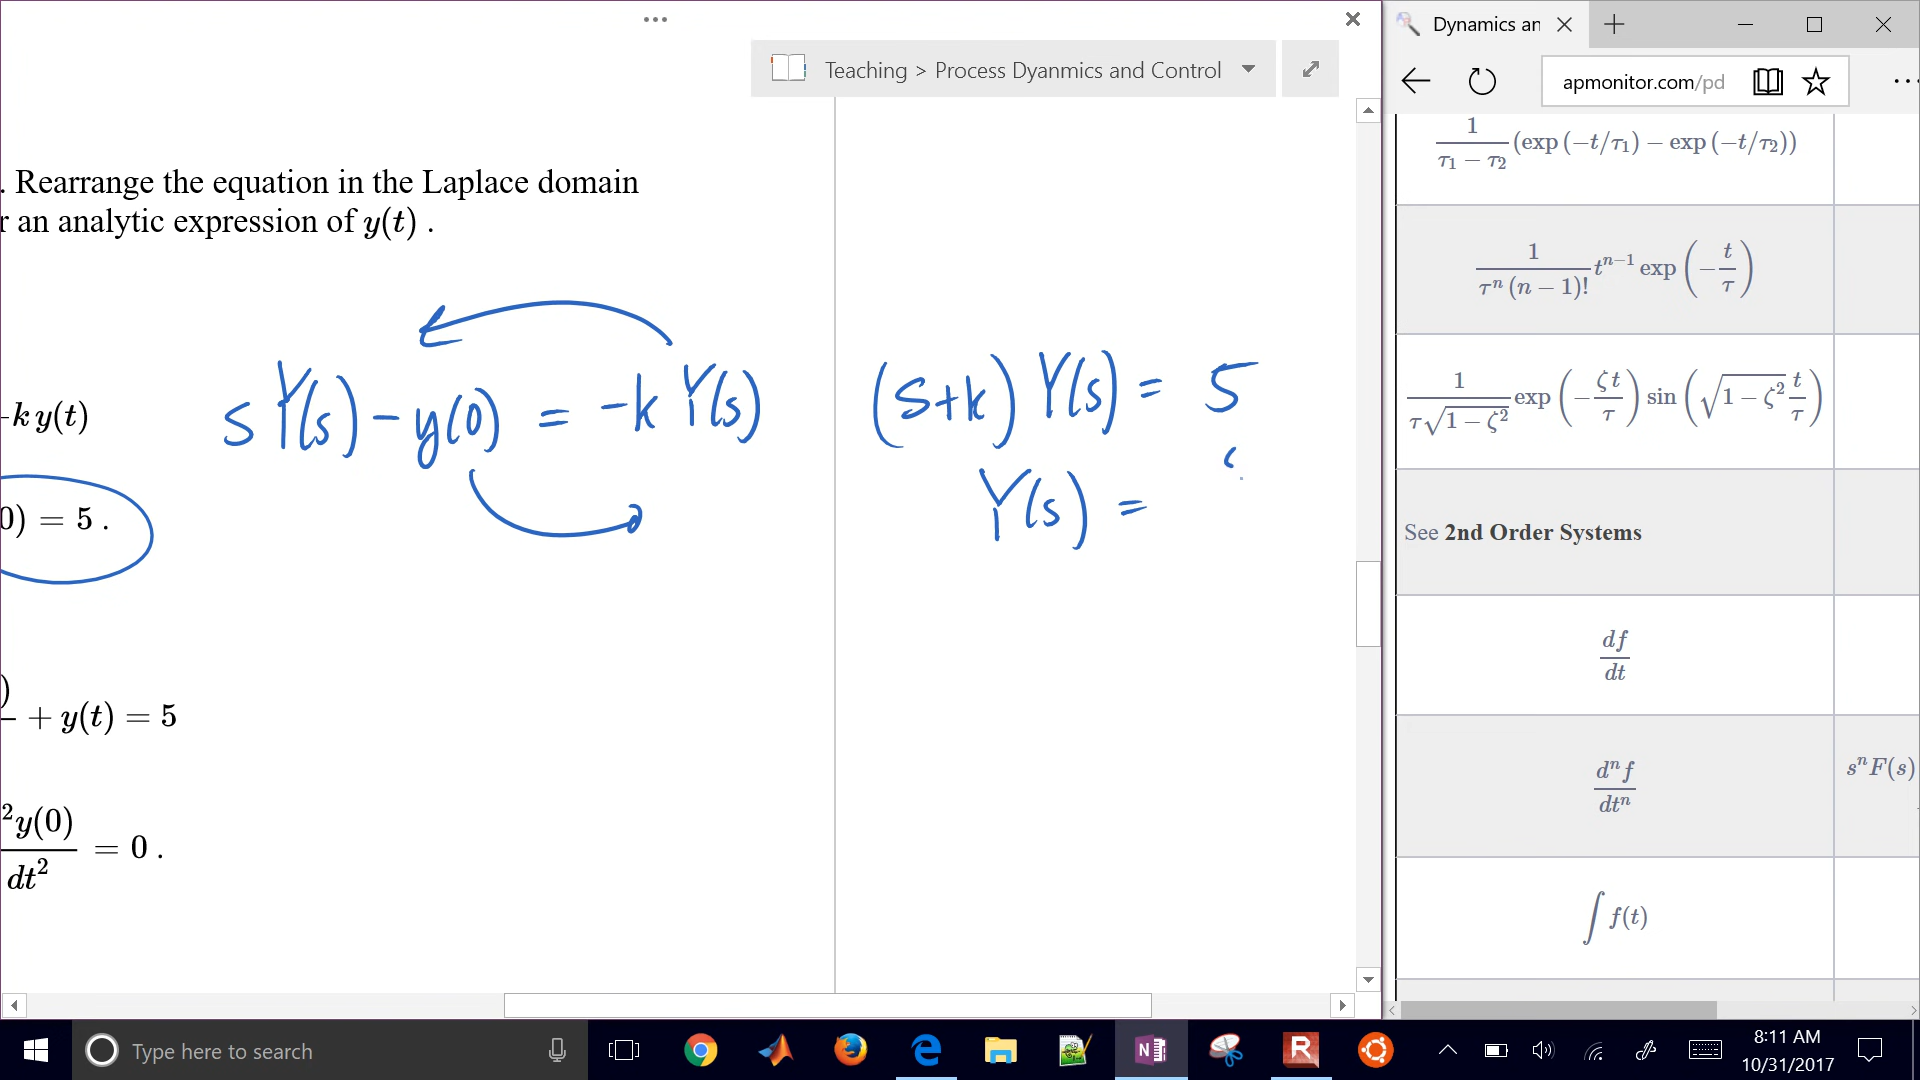 Teaching > Process Dyanmics and Control
. Rearrange the equation in the Laplace domain
r an analytic expression of y(t) .
-k y(t)
s Y(s) - y(0) = -k Y(s)
(s+k) Y(s) = 5
Y(s) =
0) = 5 .
) + y(t) = 5
²y(0)/dt² = 0 .
Dynamics an
apmonitor.com/pd
1/(τ₁ − τ₂) (exp (−t/τ₁) − exp (−t/τ₂))
1/(τⁿ (n − 1)!) tⁿ⁻¹ exp (−t/τ)
1/(τ√(1 − ζ²)) exp (−ζt/τ) sin (√(1 − ζ²) t/τ)
See 2nd Order Systems
df/dt
dⁿf/dtⁿ
sⁿF(s)
∫ f(t)
Type here to search
8:11 AM
10/31/2017